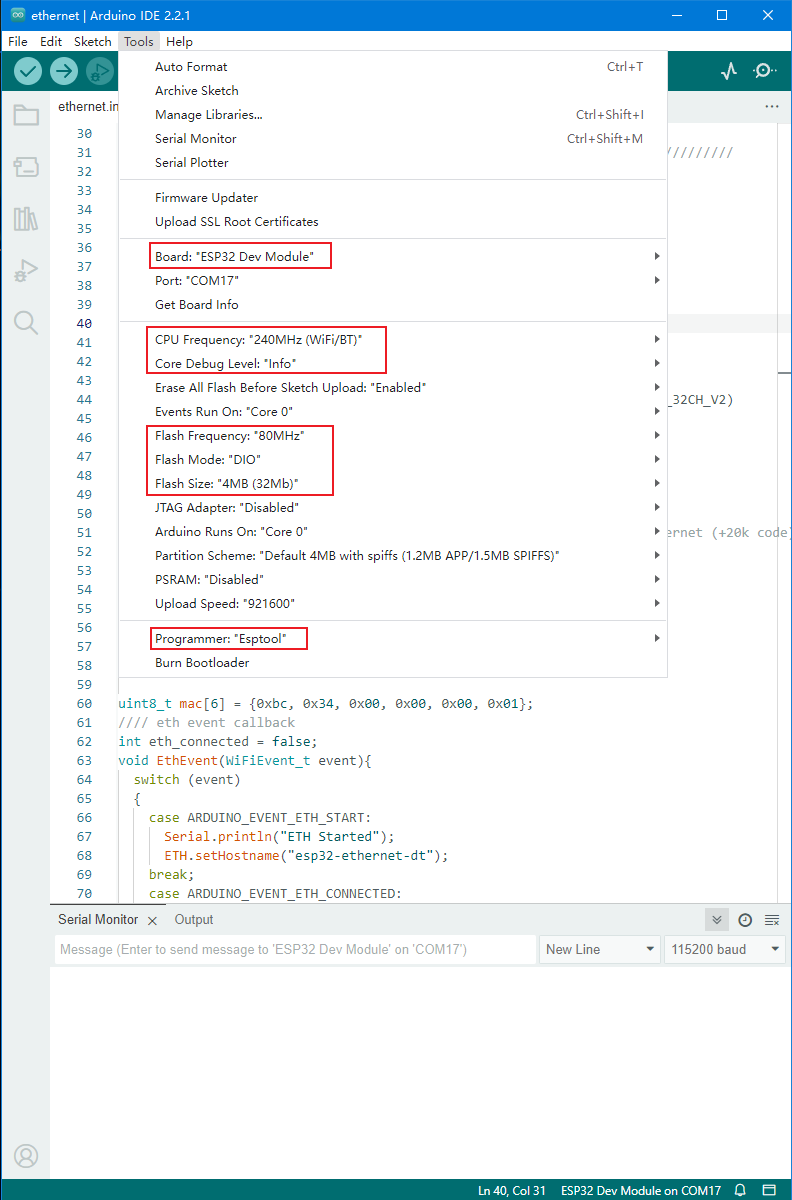 ethernet | Arduino IDE 2.2.1
File Edit Sketch Tools Help
Auto Format Ctrl+T
Archive Sketch
Manage Libraries... Ctrl+Shift+I
Serial Monitor Ctrl+Shift+M
Serial Plotter
Firmware Updater
Upload SSL Root Certificates
Board: "ESP32 Dev Module"
Port: "COM17"
Get Board Info
CPU Frequency: "240MHz (WiFi/BT)"
Core Debug Level: "Info"
Erase All Flash Before Sketch Upload: "Enabled"
Events Run On: "Core 0"
Flash Frequency: "80MHz"
Flash Mode: "DIO"
Flash Size: "4MB (32Mb)"
JTAG Adapter: "Disabled"
Arduino Runs On: "Core 0"
Partition Scheme: "Default 4MB with spiffs (1.2MB APP/1.5MB SPIFFS)"
PSRAM: "Disabled"
Upload Speed: "921600"
Programmer: "Esptool"
Burn Bootloader
ethernet.in
30
31 /////////
32
33
34
35
36
37
38
39
40
41
42
43
44 _32CH_V2)
45
46
47
48
49
50
51 ernet (+20k code)
52
53
54
55
56
57
58
59
60 uint8_t mac[6] = {0xbc, 0x34, 0x00, 0x00, 0x00, 0x01};
61 //// eth event callback
62 int eth_connected = false;
63 void EthEvent(WiFiEvent_t event){
64 switch (event)
65 {
66 case ARDUINO_EVENT_ETH_START:
67 Serial.println("ETH Started");
68 ETH.setHostname("esp32-ethernet-dt");
69 break;
70 case ARDUINO_EVENT_ETH_CONNECTED:
Serial Monitor Output
Message (Enter to send message to 'ESP32 Dev Module' on 'COM17') New Line 115200 baud
Ln 40, Col 31 ESP32 Dev Module on COM17